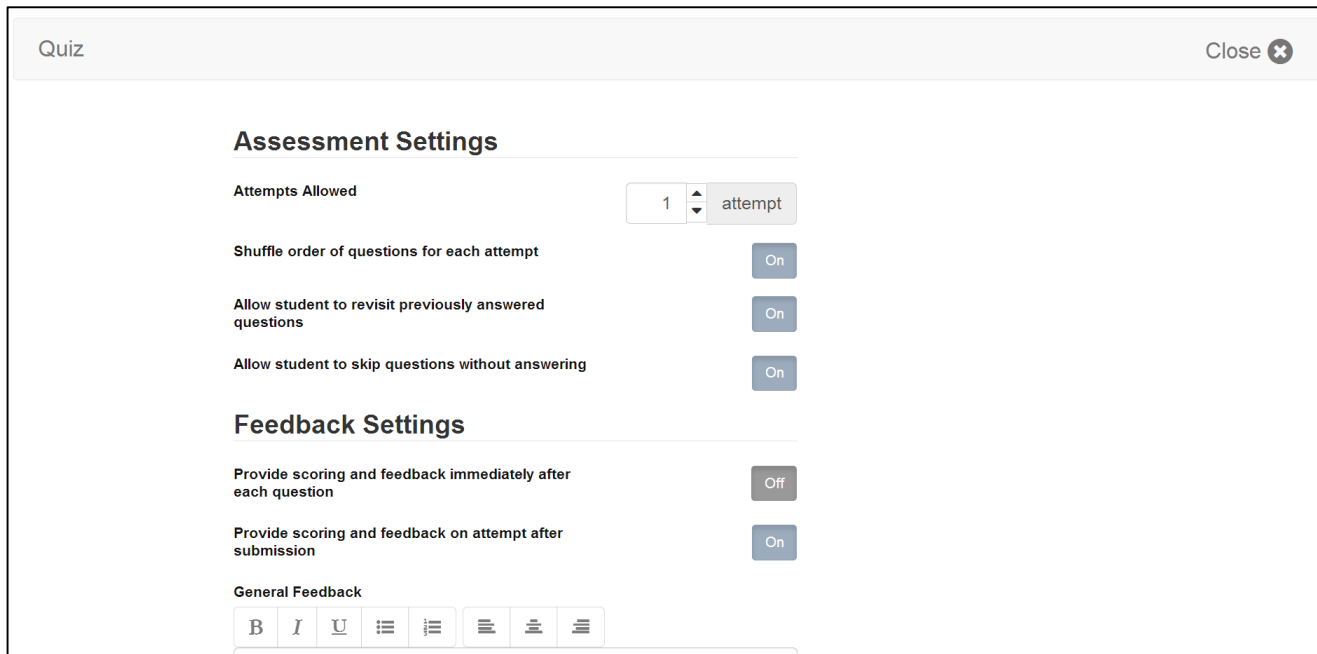 Quiz
Close
Assessment Settings
Attempts Allowed
1 attempt
Shuffle order of questions for each attempt
On
Allow student to revisit previously answered
questions
On
Allow student to skip questions without answering
On
Feedback Settings
Provide scoring and feedback immediately after
each question
Off
Provide scoring and feedback on attempt after
submission
On
General Feedback
B I U